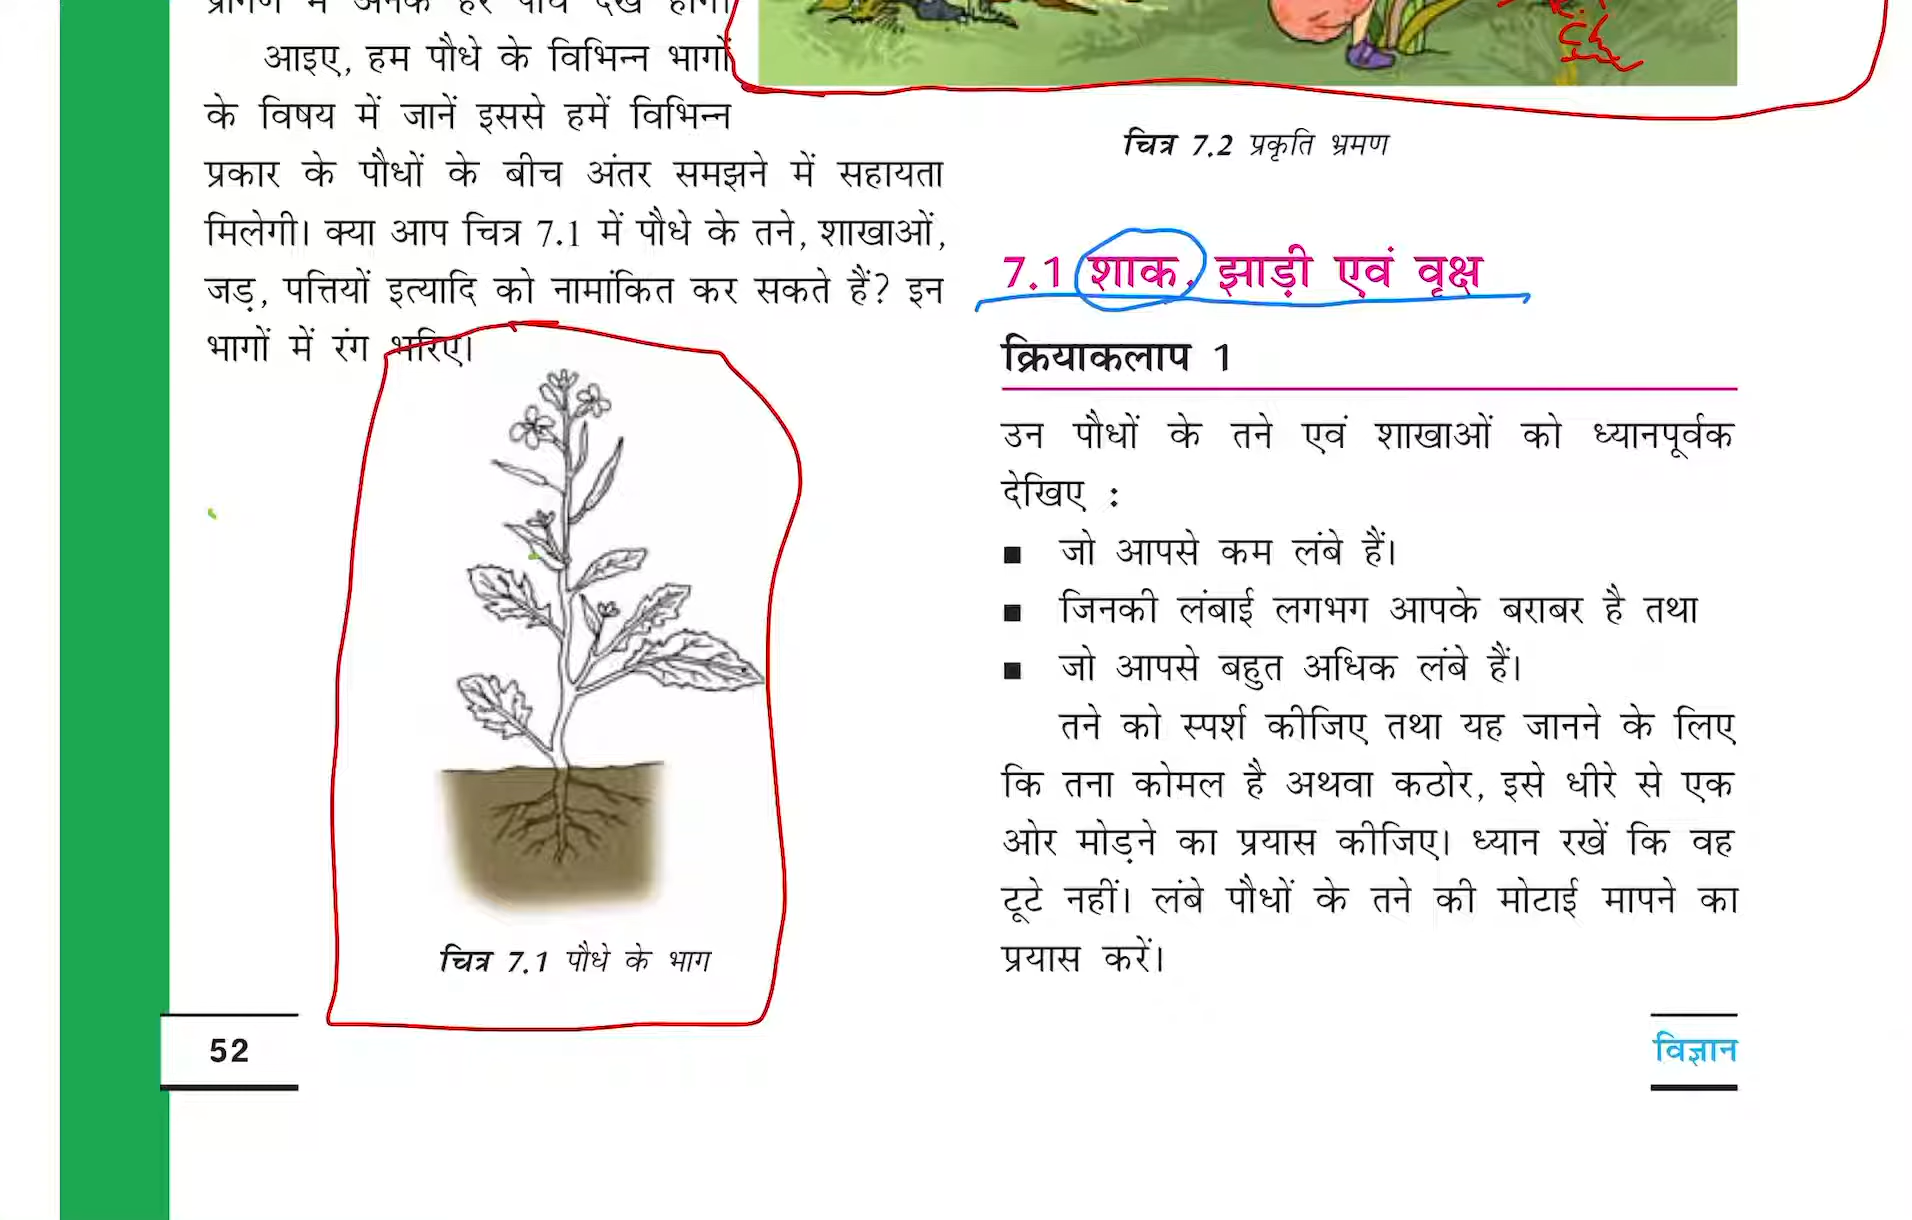 आइए, हम पौधे के विभिन्न भागों
के विषय में जानें इससे हमें विभिन्न
प्रकार के पौधों के बीच अंतर समझने में सहायता
मिलेगी। क्या आप चित्र 7.1 में पौधे के तने, शाखाओं,
जड़, पत्तियों इत्यादि को नामांकित कर सकते हैं? इन
भागों में रंग भरिए।
चित्र 7.1 पौधे के भाग
चित्र 7.2 प्रकृति भ्रमण
7.1 शाक, झाड़ी एवं वृक्ष
क्रियाकलाप 1
उन पौधों के तने एवं शाखाओं को ध्यानपूर्वक
देखिए :
■ जो आपसे कम लंबे हैं।
■ जिनकी लंबाई लगभग आपके बराबर है तथा
■ जो आपसे बहुत अधिक लंबे हैं।
तने को स्पर्श कीजिए तथा यह जानने के लिए
कि तना कोमल है अथवा कठोर, इसे धीरे से एक
ओर मोड़ने का प्रयास कीजिए। ध्यान रखें कि वह
टूटे नहीं। लंबे पौधों के तने की मोटाई मापने का
प्रयास करें।
52
विज्ञान